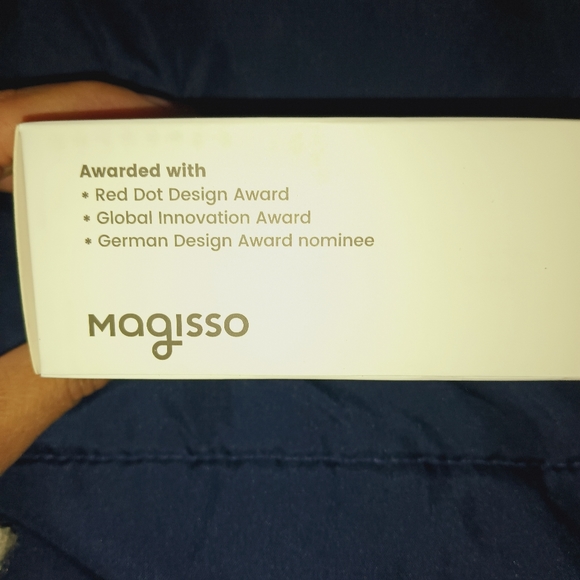 Awarded with
* Red Dot Design Award
* Global Innovation Award
* German Design Award nominee
Magisso